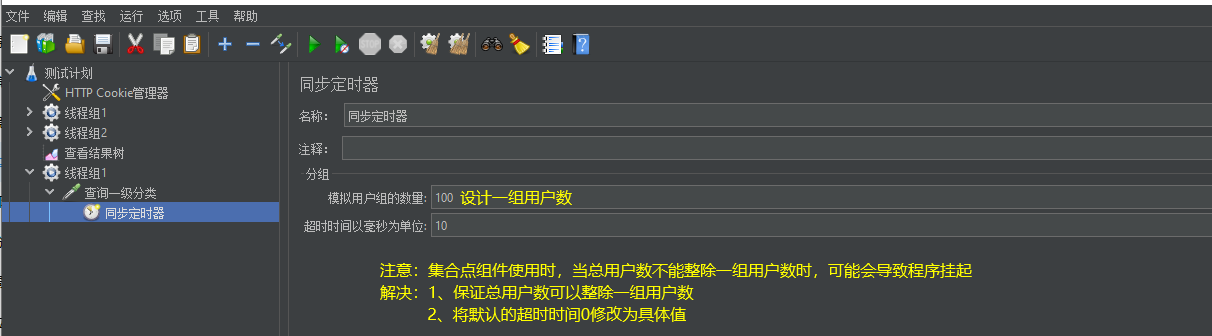 文件 编辑 查找 运行 选项 工具 帮助
STOP
测试计划
HTTP Cookie管理器
线程组1
线程组2
查看结果树
线程组1
查询一级分类
同步定时器
同步定时器
名称: 同步定时器
注释:
分组
模拟用户组的数量: 100 设计一组用户数
超时时间以毫秒为单位: 10
注意：集合点组件使用时，当总用户数不能整除一组用户数时，可能会导致程序挂起
解决：1、保证总用户数可以整除一组用户数
2、将默认的超时时间0修改为具体值